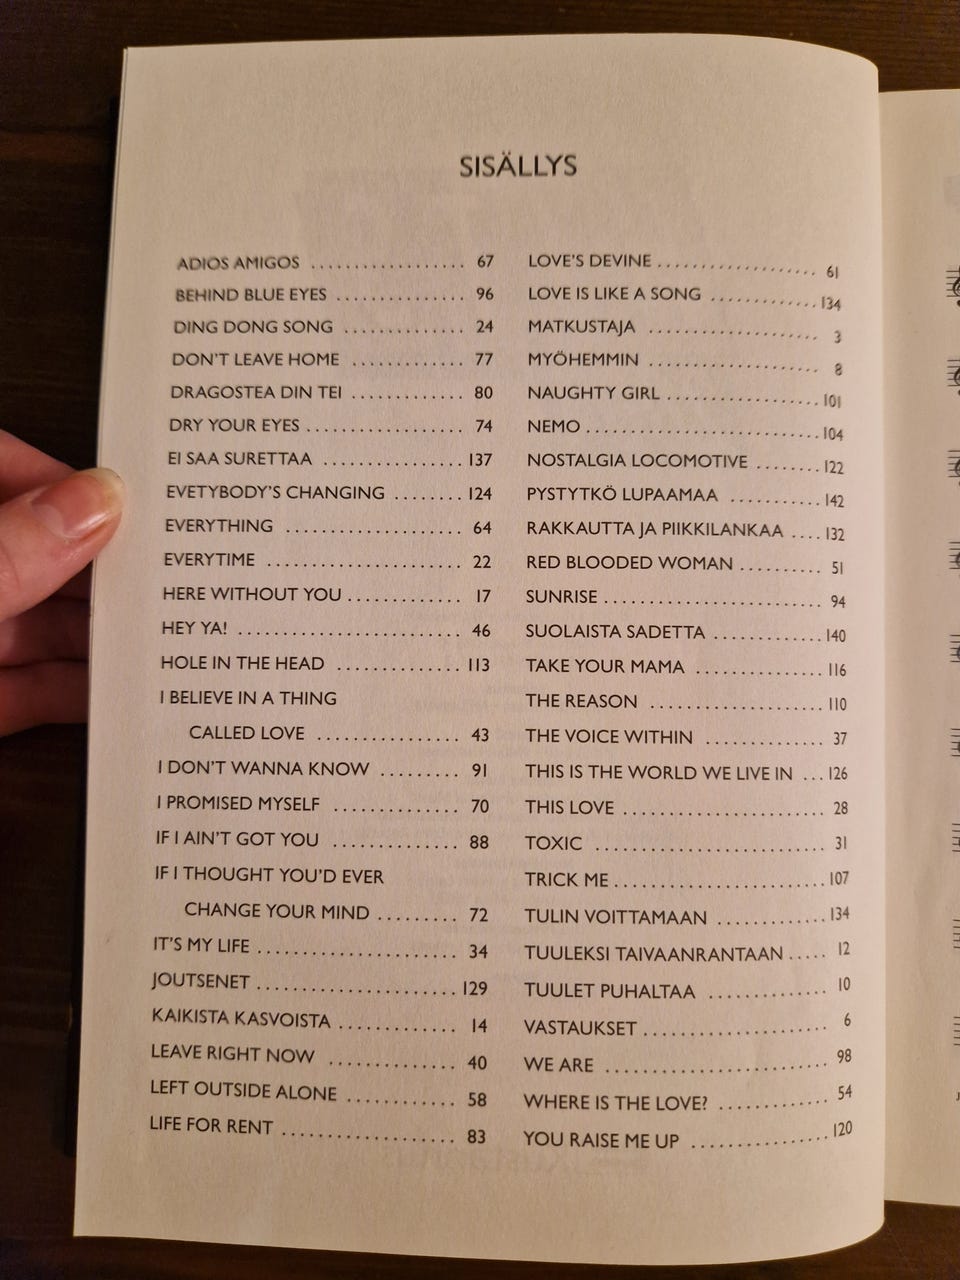 SISÄLLYS
ADIOS AMIGOS .................. 67
BEHIND BLUE EYES .............. 96
DING DONG SONG ............. 24
DON'T LEAVE HOME ............ 77
DRAGOSTEA DIN TEI ............ 80
DRY YOUR EYES ................. 74
EI SAA SURETTAA ............... 137
EVETYBODY'S CHANGING ........ 124
EVERYTHING .................... 64
EVERYTIME ...................... 22
HERE WITHOUT YOU ............. 17
HEY YA! ......................... 46
HOLE IN THE HEAD ............. 113
I BELIEVE IN A THING
CALLED LOVE ................ 43
I DON'T WANNA KNOW ......... 91
I PROMISED MYSELF ............. 70
IF I AIN'T GOT YOU ............. 88
IF I THOUGHT YOU'D EVER
CHANGE YOUR MIND ......... 72
IT'S MY LIFE ....................... 34
JOUTSENET ....................... 129
KAIKISTA KASVOISTA ............. 14
LEAVE RIGHT NOW .............. 40
LEFT OUTSIDE ALONE ............ 58
LIFE FOR RENT .................... 83
LOVE'S DEVINE .................... 61
LOVE IS LIKE A SONG ............. 134
MATKUSTAJA .................... 3
MYÖHEMMIN .................... 8
NAUGHTY GIRL .................. 101
NEMO ........................... 104
NOSTALGIA LOCOMOTIVE ........ 122
PYSTYTKÖ LUPAAMAA ........... 142
RAKKAUTTA JA PIIKKILANKAA .... 132
RED BLOODED WOMAN .......... 51
SUNRISE .......................... 94
SUOLAISTA SADETTA ............. 140
TAKE YOUR MAMA ............... 116
THE REASON .................... 110
THE VOICE WITHIN .............. 37
THIS IS THE WORLD WE LIVE IN ... 126
THIS LOVE ....................... 28
TOXIC .......................... 31
TRICK ME ........................ 107
TULIN VOITTAMAAN ............. 134
TUULEKSI TAIVAANRANTAAN ..... 12
TUULET PUHALTAA .............. 10
VASTAUKSET ..................... 6
WE ARE .......................... 98
WHERE IS THE LOVE? ............. 54
YOU RAISE ME UP ................ 120